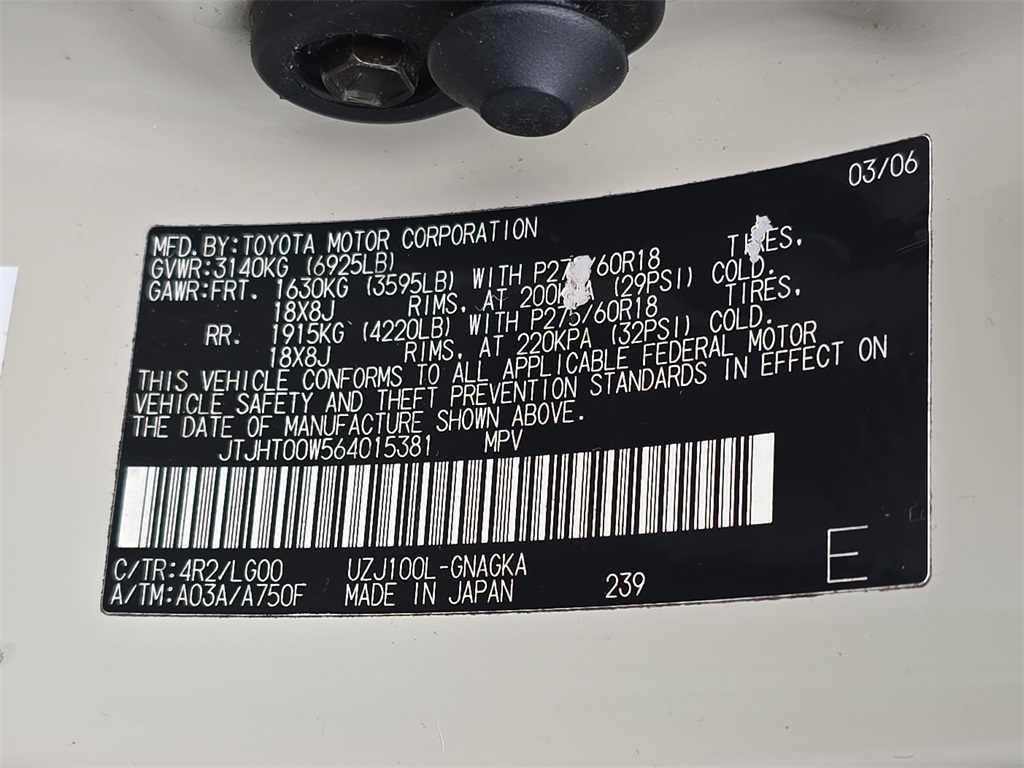 03/06
MFD. BY:TOYOTA MOTOR CORPORATION
GVWR:3140KG (6925LB)
GAWR:FRT. 1630KG (3595LB) WITH P275/60R18 TIRES,
18X8J RIMS, AT 200KPA (29PSI) COLD.
RR. 1915KG (4220LB) WITH P275/60R18 TIRES,
18X8J RIMS, AT 220KPA (32PSI) COLD.
THIS VEHICLE CONFORMS TO ALL APPLICABLE FEDERAL MOTOR
VEHICLE SAFETY AND THEFT PREVENTION STANDARDS IN EFFECT ON
THE DATE OF MANUFACTURE SHOWN ABOVE.
JTJHT00W564015381 MPV
C/TR:4R2/LG00 UZJ100L-GNAGKA
A/TM:A03A/A750F MADE IN JAPAN 239
E